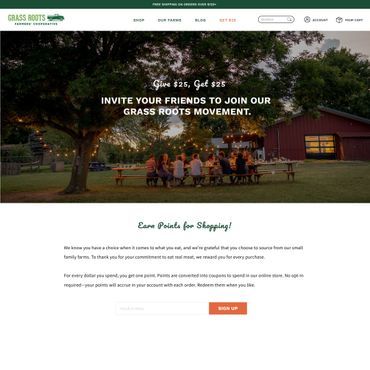 FREE SHIPPING ON ORDERS OVER $150+
GRASS ROOTS
FARMERS' COOPERATIVE
SHOP OUR FARMS BLOG GET $25
ACCOUNT VIEW CART
Give $25, Get $25
INVITE YOUR FRIENDS TO JOIN OUR
GRASS ROOTS MOVEMENT.
Earn Points for Shopping!
We know you have a choice when it comes to what you eat, and we're grateful that you choose to source from our small
family farms. To thank you for your commitment to eat real meat, we reward you for every purchase.
For every dollar you spend, you get one point. Points are converted into coupons to spend in our online store. No opt-in
required - your points will accrue in your account with each order. Redeem them when you like.
SIGN UP